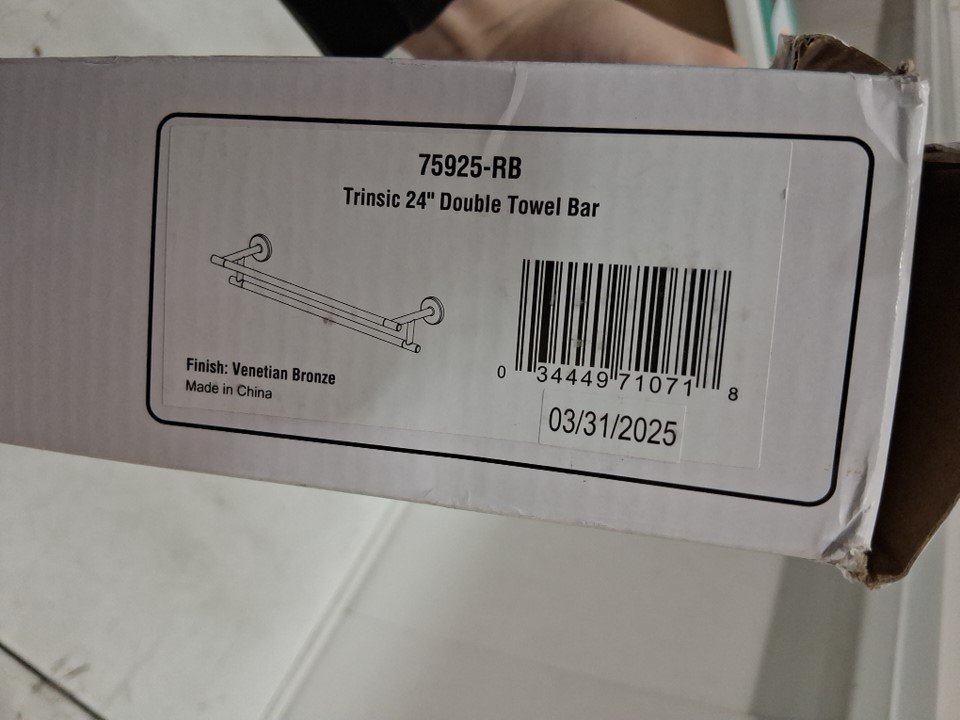 75925-RB
Trinsic 24" Double Towel Bar
Finish: Venetian Bronze
Made in China
0 34449 71071 8
03/31/2025